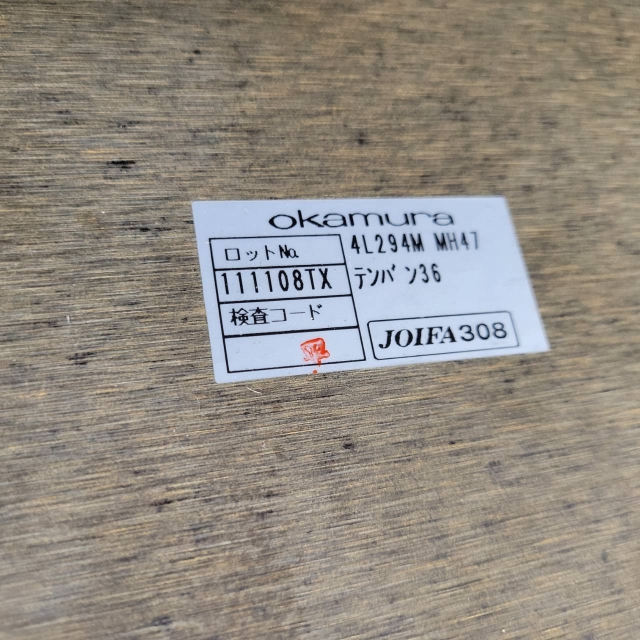 okamura
ロットNo.
4L294M MH47
111108TX
テンバン36
検査コード
JOIFA308